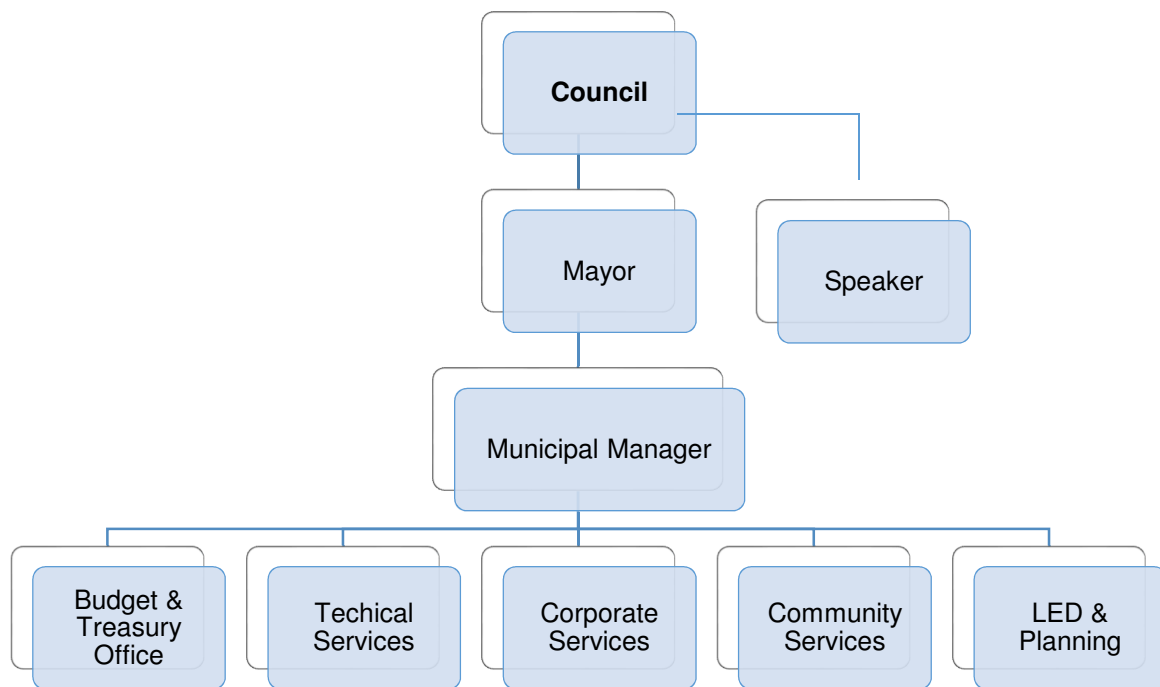 Council
Mayor
Speaker
Municipal Manager
Budget &
Treasury
Office
Techical
Services
Corporate
Services
Community
Services
LED &
Planning